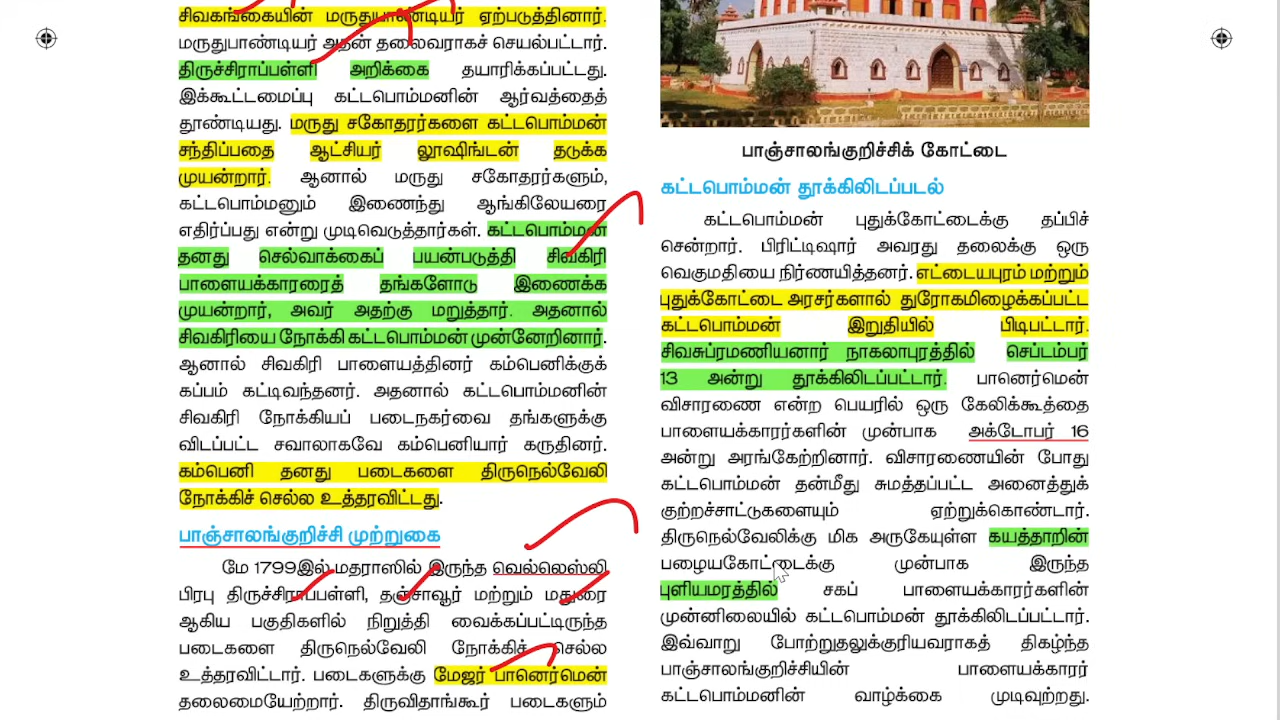 சிவகங்கையின் மருதுபாண்டியர் ஏற்படுத்தினார்.
மருதுபாண்டியர் அதன் தலைவராகச் செயல்பட்டார்.
திருச்சிராப்பள்ளி அறிக்கை தயாரிக்கப்பட்டது.
இக்கூட்டமைப்பு கட்டபொம்மனின் ஆர்வத்தைத்
தூண்டியது. மருது சகோதரர்களை கட்டபொம்மன்
சந்திப்பதை ஆட்சியர் லூஷிங்டன் தடுக்க
முயன்றார். ஆனால் மருது சகோதரர்களும்,
கட்டபொம்மனும் இணைந்து ஆங்கிலேயரை
எதிர்ப்பது என்று முடிவெடுத்தார்கள். கட்டபொம்மன்
தனது செல்வாக்கைப் பயன்படுத்தி சிவகிரி
பாளையக்காரரைத் தங்களோடு இணைக்க
முயன்றார், அவர் அதற்கு மறுத்தார். அதனால்
சிவகிரியை நோக்கி கட்டபொம்மன் முன்னேறினார்.
ஆனால் சிவகிரி பாளையத்தினர் கம்பெனிக்குக்
கப்பம் கட்டிவந்தனர். அதனால் கட்டபொம்மனின்
சிவகிரி நோக்கியப் படைநகர்வை தங்களுக்கு
விடப்பட்ட சவாலாகவே கம்பெனியார் கருதினர்.
கம்பெனி தனது படைகளை திருநெல்வேலி
நோக்கிச் செல்ல உத்தரவிட்டது.
பாஞ்சாலங்குறிச்சி முற்றுகை
மே 1799இல் மதராஸில் இருந்த வெல்லெஸ்லி
பிரபு திருச்சிராப்பள்ளி, தஞ்சாவூர் மற்றும் மதுரை
ஆகிய பகுதிகளில் நிறுத்தி வைக்கப்பட்டிருந்த
படைகளை திருநெல்வேலி நோக்கிச் செல்ல
உத்தரவிட்டார். படைகளுக்கு மேஜர் பானெர்மென்
தலைமையேற்றார். திருவிதாங்கூர் படைகளும்
பாஞ்சாலங்குறிச்சிக் கோட்டை
கட்டபொம்மன் தூக்கிலிடப்படல்
கட்டபொம்மன் புதுக்கோட்டைக்கு தப்பிச்
சென்றார். பிரிட்டிஷார் அவரது தலைக்கு ஒரு
வெகுமதியை நிர்ணயித்தனர். எட்டையபுரம் மற்றும்
புதுக்கோட்டை அரசர்களால் துரோகமிழைக்கப்பட்ட
கட்டபொம்மன் இறுதியில் பிடிபட்டார்.
சிவசுப்ரமணியனார் நாகலாபுரத்தில் செப்டம்பர்
13 அன்று தூக்கிலிடப்பட்டார். பானெர்மென்
விசாரணை என்ற பெயரில் ஒரு கேலிக்கூத்தை
பாளையக்காரர்களின் முன்பாக அக்டோபர் 16
அன்று அரங்கேற்றினார். விசாரணையின் போது
கட்டபொம்மன் தன்மீது சுமத்தப்பட்ட அனைத்துக்
குற்றச்சாட்டுகளையும் ஏற்றுக்கொண்டார்.
திருநெல்வேலிக்கு மிக அருகேயுள்ள கயத்தாறின்
பழையகோட்டைக்கு முன்பாக இருந்த
புளியமரத்தில் சகப் பாளையக்காரர்களின்
முன்னிலையில் கட்டபொம்மன் தூக்கிலிடப்பட்டார்.
இவ்வாறு போற்றுதலுக்குரியவராகத் திகழ்ந்த
பாஞ்சாலங்குறிச்சியின் பாளையக்காரர்
கட்டபொம்மனின் வாழ்க்கை முடிவுற்றது.